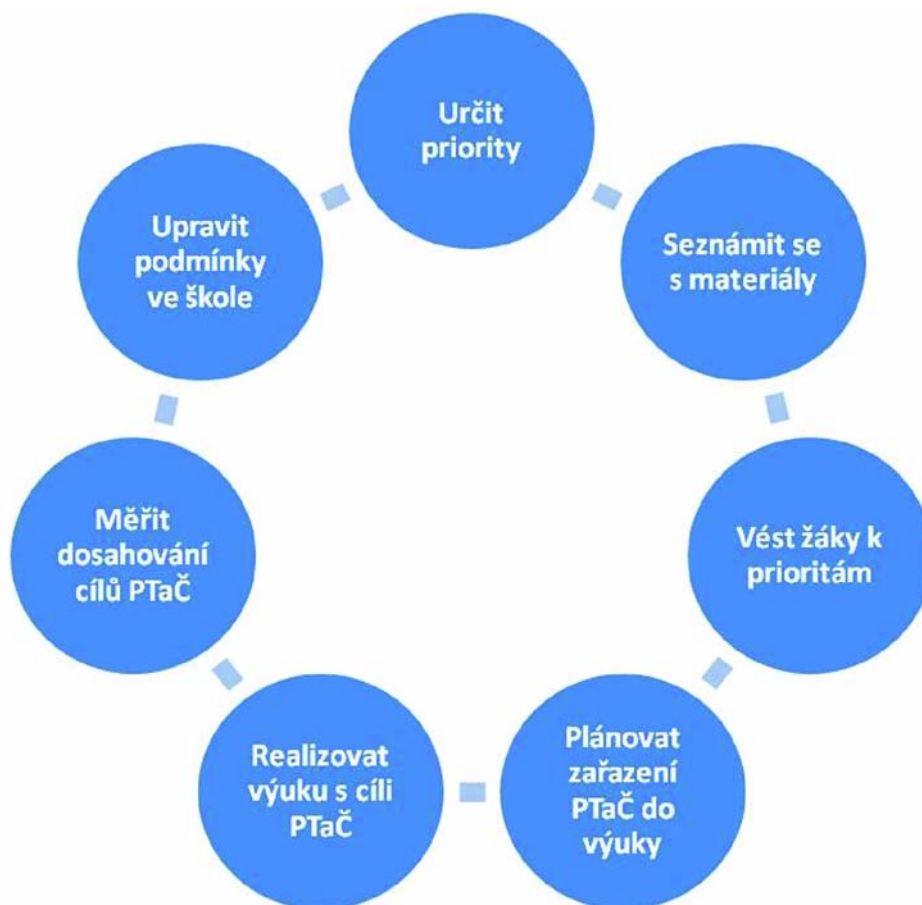 Určit
priority
Seznámit se
s materiály
Vést žáky k
prioritám
Plánovat
zařazení
PTaČ do
výuky
Realizovat
výuku s cíli
PTaČ
Měřit
dosahování
cílů PTaČ
Upravit
podmínky
ve škole